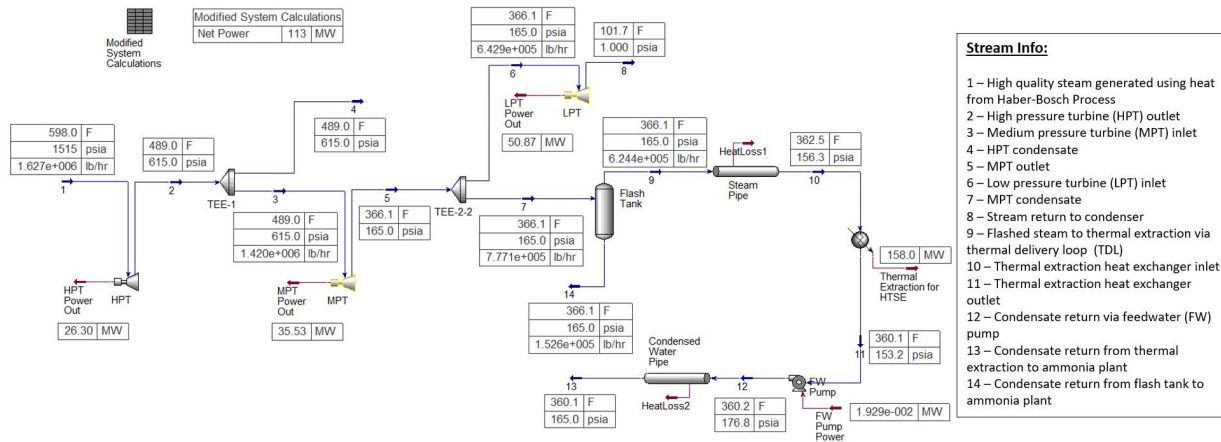 Modified
System
Calculations
Modified System Calculations
Net Power 113 MW
366.1 F
165.0 psia
6.429e+005 lb/hr
101.7 F
1.000 psia
6
8
LPT
Power
Out
LPT
50.87 MW
4
489.0 F
615.0 psia
598.0 F
1515 psia
1.627e+006 lb/hr
1
489.0 F
615.0 psia
2
TEE-1
3
489.0 F
615.0 psia
1.420e+006 lb/hr
HPT
Power
Out
HPT
26.30 MW
MPT
Power
Out
MPT
35.53 MW
5
366.1 F
165.0 psia
TEE-2-2
7
366.1 F
165.0 psia
7.771e+005 lb/hr
Flash
Tank
366.1 F
165.0 psia
6.244e+005 lb/hr
9
HeatLoss1
Steam
Pipe
362.5 F
156.3 psia
10
158.0 MW
Thermal
Extraction for
HTSE
14
366.1 F
165.0 psia
1.526e+005 lb/hr
11
360.1 F
153.2 psia
Condensed
Water
Pipe
13
360.1 F
165.0 psia
HeatLoss2
12
360.2 F
176.8 psia
FW
Pump
FW
Pump
Power
1.929e-002 MW
Stream Info:
1 – High quality steam generated using heat
from Haber-Bosch Process
2 – High pressure turbine (HPT) outlet
3 – Medium pressure turbine (MPT) inlet
4 – HPT condensate
5 – MPT outlet
6 – Low pressure turbine (LPT) inlet
7 – MPT condensate
8 – Stream return to condenser
9 – Flashed steam to thermal extraction via
thermal delivery loop (TDL)
10 – Thermal extraction heat exchanger inlet
11 – Thermal extraction heat exchanger
outlet
12 – Condensate return via feedwater (FW)
pump
13 – Condensate return from thermal
extraction to ammonia plant
14 – Condensate return from flash tank to
ammonia plant